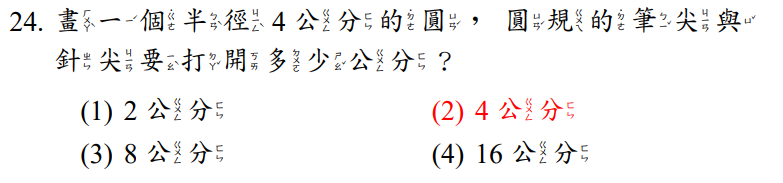 24. 畫一個半徑 4 公分的圓，圓規的筆尖與
針尖要打開多少公分？
(1) 2 公分 (2) 4 公分
(3) 8 公分 (4) 16 公分